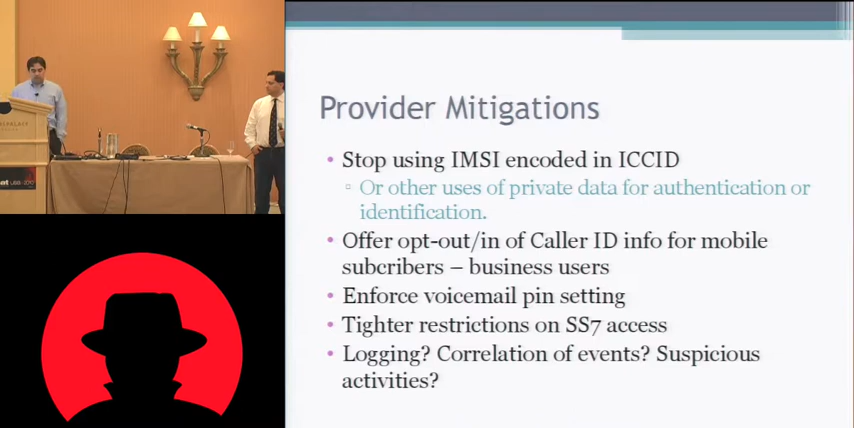 Provider Mitigations
• Stop using IMSI encoded in ICCID
▫ Or other uses of private data for authentication or
identification.
• Offer opt-out/in of Caller ID info for mobile
subcribers – business users
• Enforce voicemail pin setting
• Tighter restrictions on SS7 access
• Logging? Correlation of events? Suspicious
activities?